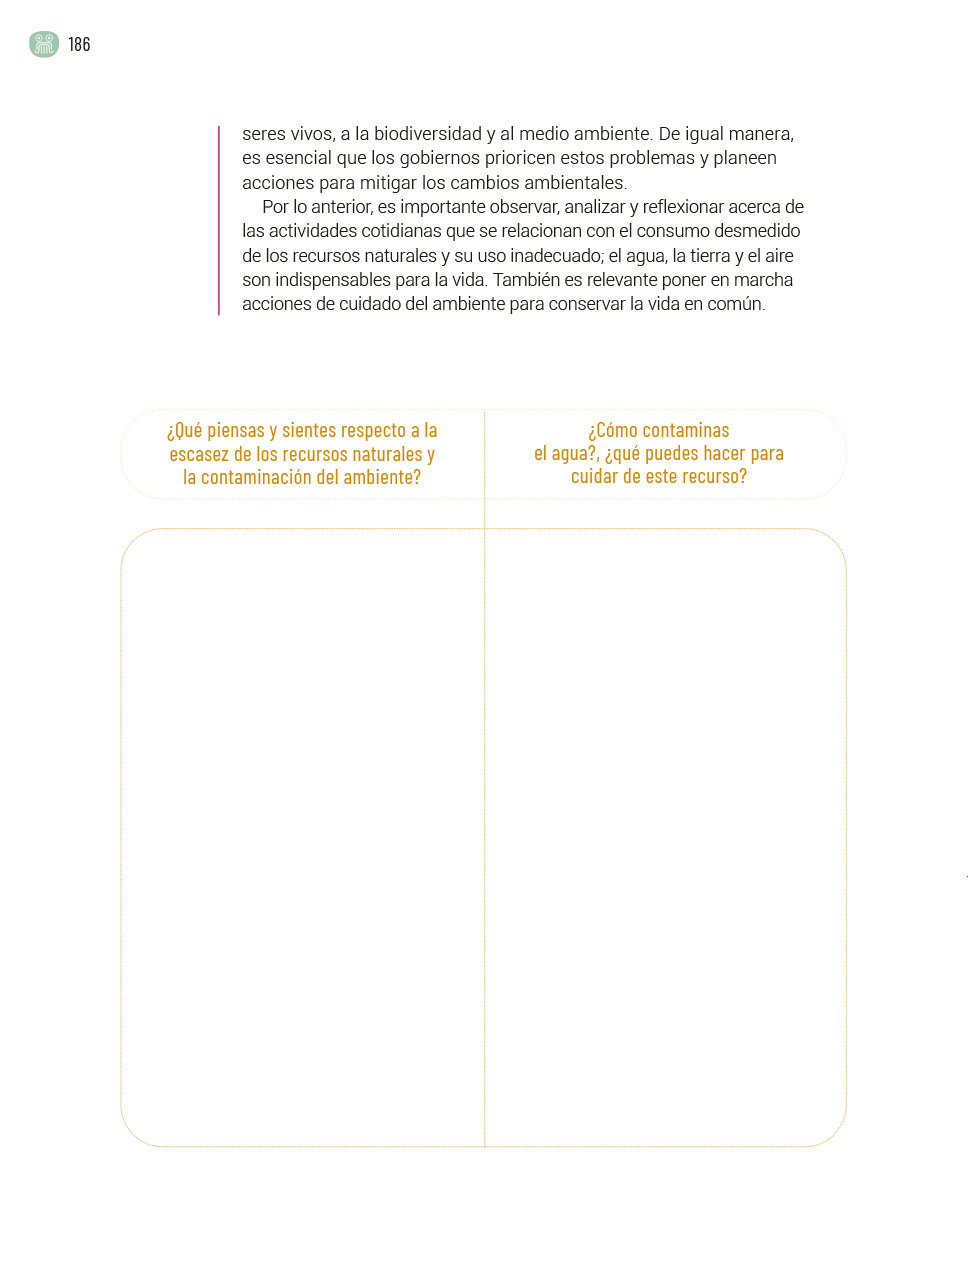 186
seres vivos, a la biodiversidad y al medio ambiente. De igual manera,
es esencial que los gobiernos prioricen estos problemas y planeen
acciones para mitigar los cambios ambientales.
Por lo anterior, es importante observar, analizar y reflexionar acerca de
las actividades cotidianas que se relacionan con el consumo desmedido
de los recursos naturales y su uso inadecuado; el agua, la tierra y el aire
son indispensables para la vida. También es relevante poner en marcha
acciones de cuidado del ambiente para conservar la vida en común.
¿Qué piensas y sientes respecto a la
escasez de los recursos naturales y
la contaminación del ambiente?
¿Cómo contaminas
el agua?, ¿qué puedes hacer para
cuidar de este recurso?